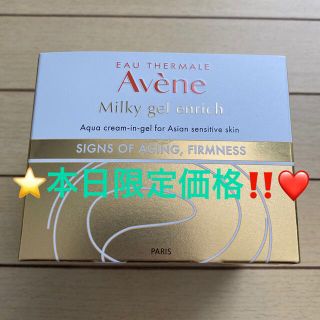 EAU THERMALE
Avène
Milky gel enrich
Aqua cream-in-gel for Asian sensitive skin
SIGNS OF AGING, FIRMNESS
⭐本日限定価格‼️❤️
PARIS